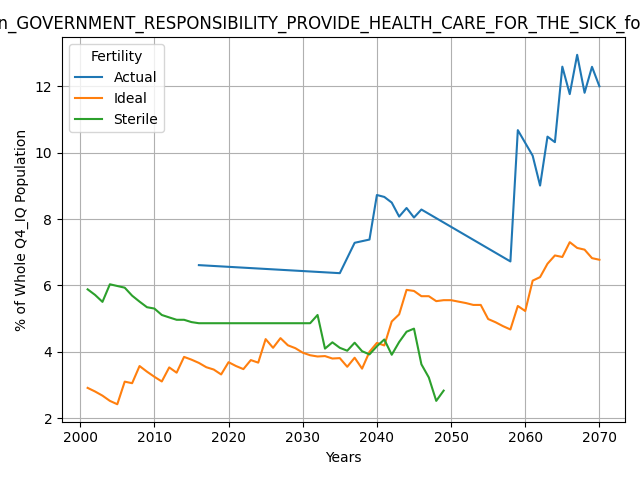 n_GOVERNMENT_RESPONSIBILITY_PROVIDE_HEALTH_CARE_FOR_THE_SICK_fo
Fertility
Actual
Ideal
Sterile
% of Whole Q4_IQ Population
12
10
8
6
4
2
2000 2010 2020 2030 2040 2050 2060 2070
Years